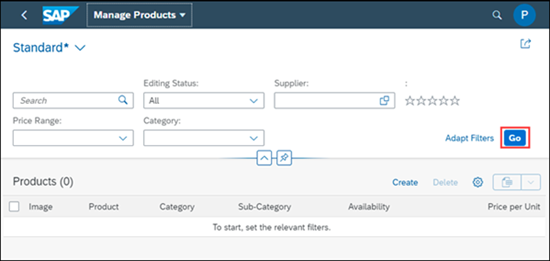 SAP Manage Products P
Standard*
Editing Status: Supplier: :
Search All
Price Range: Category:
Adapt Filters Go
Products (0) Create Delete
Image Product Category Sub-Category Availability Price per Unit
To start, set the relevant filters.